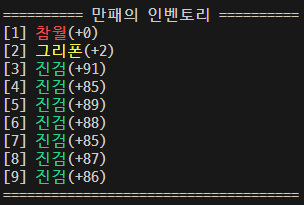 ========== 만패의 인벤토리 ==========
[1] 참월(+0)
[2] 그리폰(+2)
[3] 진검(+91)
[4] 진검(+85)
[5] 진검(+89)
[6] 진검(+88)
[7] 진검(+85)
[8] 진검(+87)
[9] 진검(+86)
=====================================